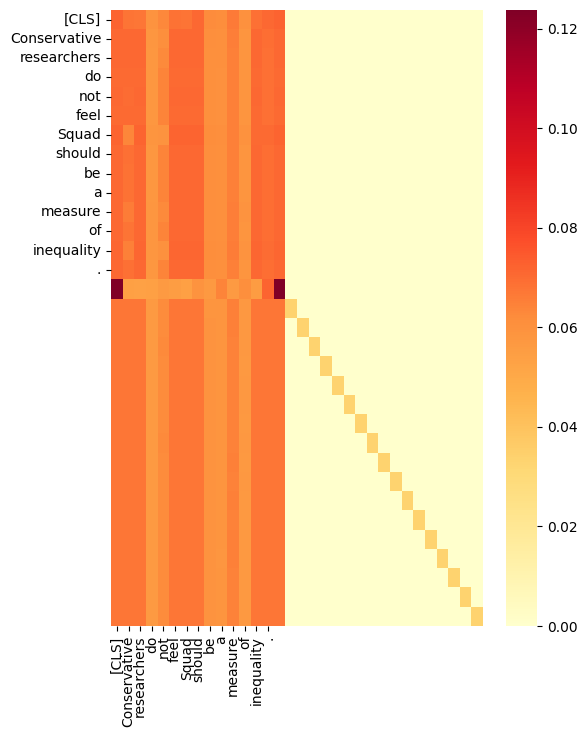 [CLS]
Conservative
researchers
do
not
feel
Squad
should
be
a
measure
of
inequality
.
0.12
0.10
0.08
0.06
0.04
0.02
0.00
[CLS]
Conservative
researchers
do
not
feel
Squad
should
be
a
measure
of
inequality
.